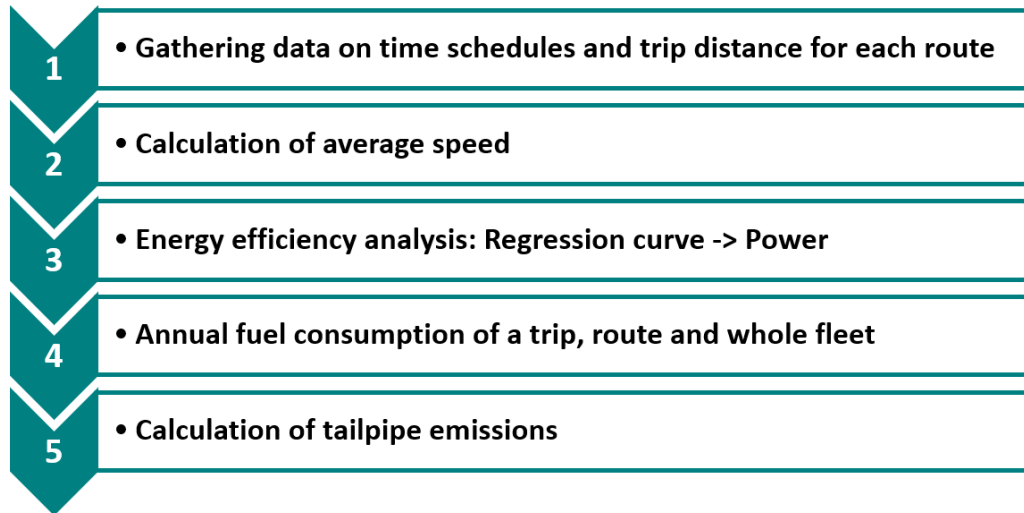 1
• Gathering data on time schedules and trip distance for each route
2
• Calculation of average speed
3
• Energy efficiency analysis: Regression curve -> Power
4
• Annual fuel consumption of a trip, route and whole fleet
5
• Calculation of tailpipe emissions